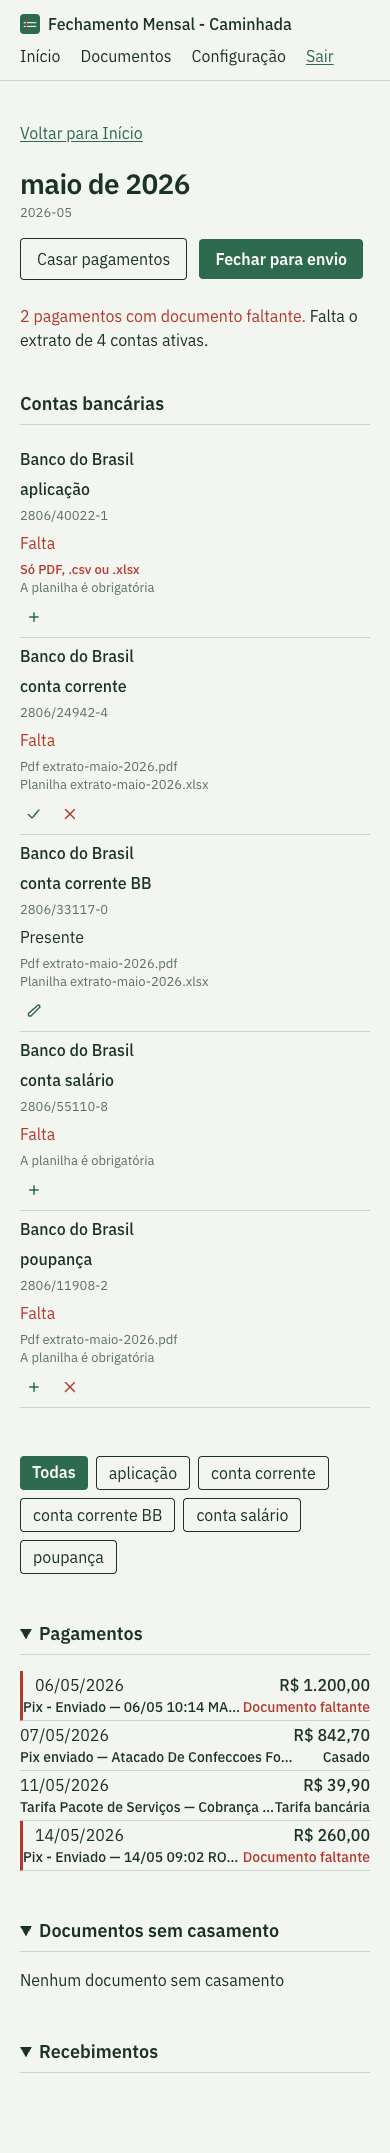 Fechamento Mensal - Caminhada
Início Documentos Configuração Sair
Voltar para Início
maio de 2026
2026-05
Casar pagamentos Fechar para envio
2 pagamentos com documento faltante. Falta o
extrato de 4 contas ativas.
Contas bancárias
Banco do Brasil
aplicação
2806/40022-1
Falta
Só PDF, .csv ou .xlsx
A planilha é obrigatória
Banco do Brasil
conta corrente
2806/24942-4
Falta
Pdf extrato-maio-2026.pdf
Planilha extrato-maio-2026.xlsx
Banco do Brasil
conta corrente BB
2806/33117-0
Presente
Pdf extrato-maio-2026.pdf
Planilha extrato-maio-2026.xlsx
Banco do Brasil
conta salário
2806/55110-8
Falta
A planilha é obrigatória
Banco do Brasil
poupança
2806/11908-2
Falta
Pdf extrato-maio-2026.pdf
A planilha é obrigatória
Todas aplicação conta corrente
conta corrente BB conta salário
poupança
Pagamentos
06/05/2026 R$ 1.200,00
Pix - Enviado — 06/05 10:14 MA... Documento faltante
07/05/2026 R$ 842,70
Pix enviado — Atacado De Confeccoes Fo... Casado
11/05/2026 R$ 39,90
Tarifa Pacote de Serviços — Cobrança ... Tarifa bancária
14/05/2026 R$ 260,00
Pix - Enviado — 14/05 09:02 RO... Documento faltante
Documentos sem casamento
Nenhum documento sem casamento
Recebimentos